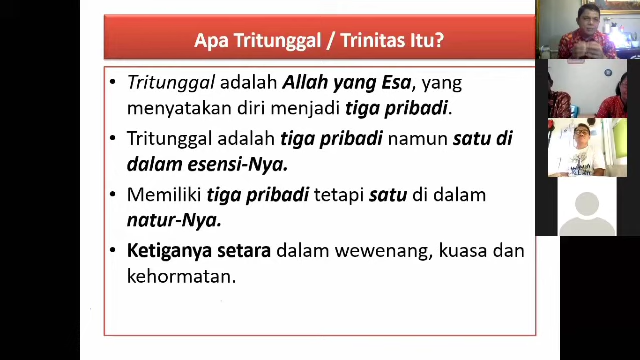 Apa Tritunggal / Trinitas Itu?
• Tritunggal adalah Allah yang Esa, yang
menyatakan diri menjadi tiga pribadi.
• Tritunggal adalah tiga pribadi namun satu di
dalam esensi-Nya.
• Memiliki tiga pribadi tetapi satu di dalam
natur-Nya.
• Ketiganya setara dalam wewenang, kuasa dan
kehormatan.